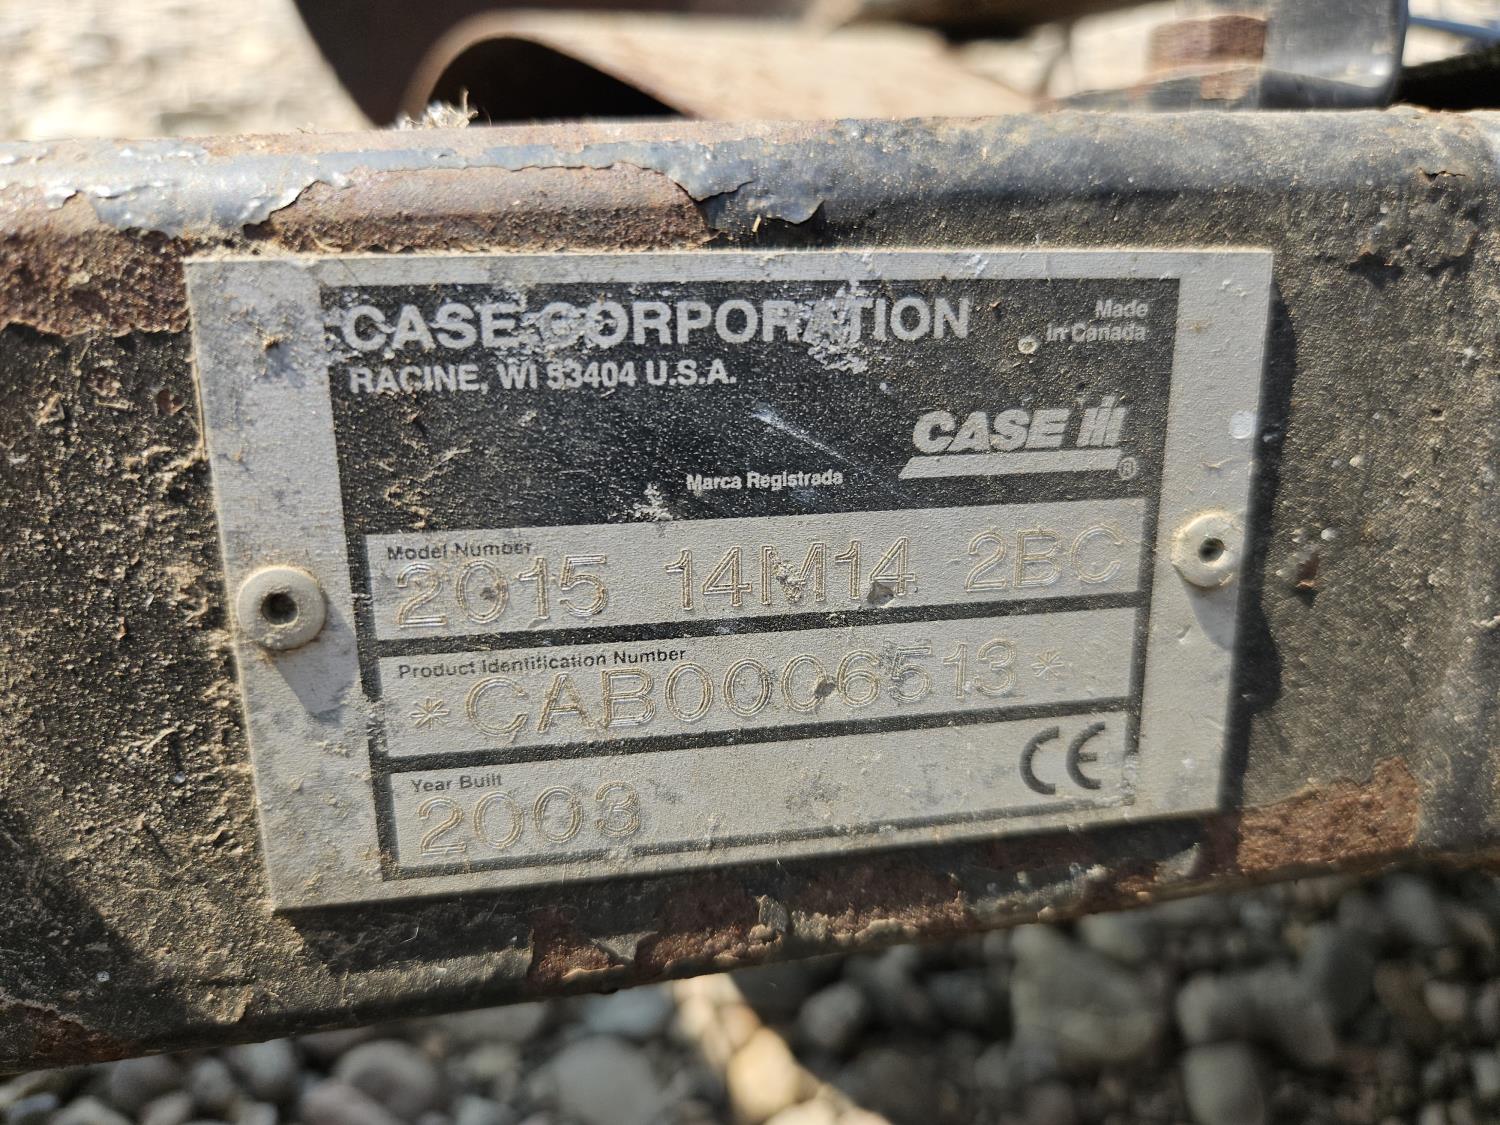 CASE CORPORATION
RACINE, WI 53404 U.S.A.
Made
in Canada
CASE IH
®
Marca Registrada
Model Number
2015 14M14 2BC
Product Identification Number
*CAB0006513*
Year Built
2003
CE